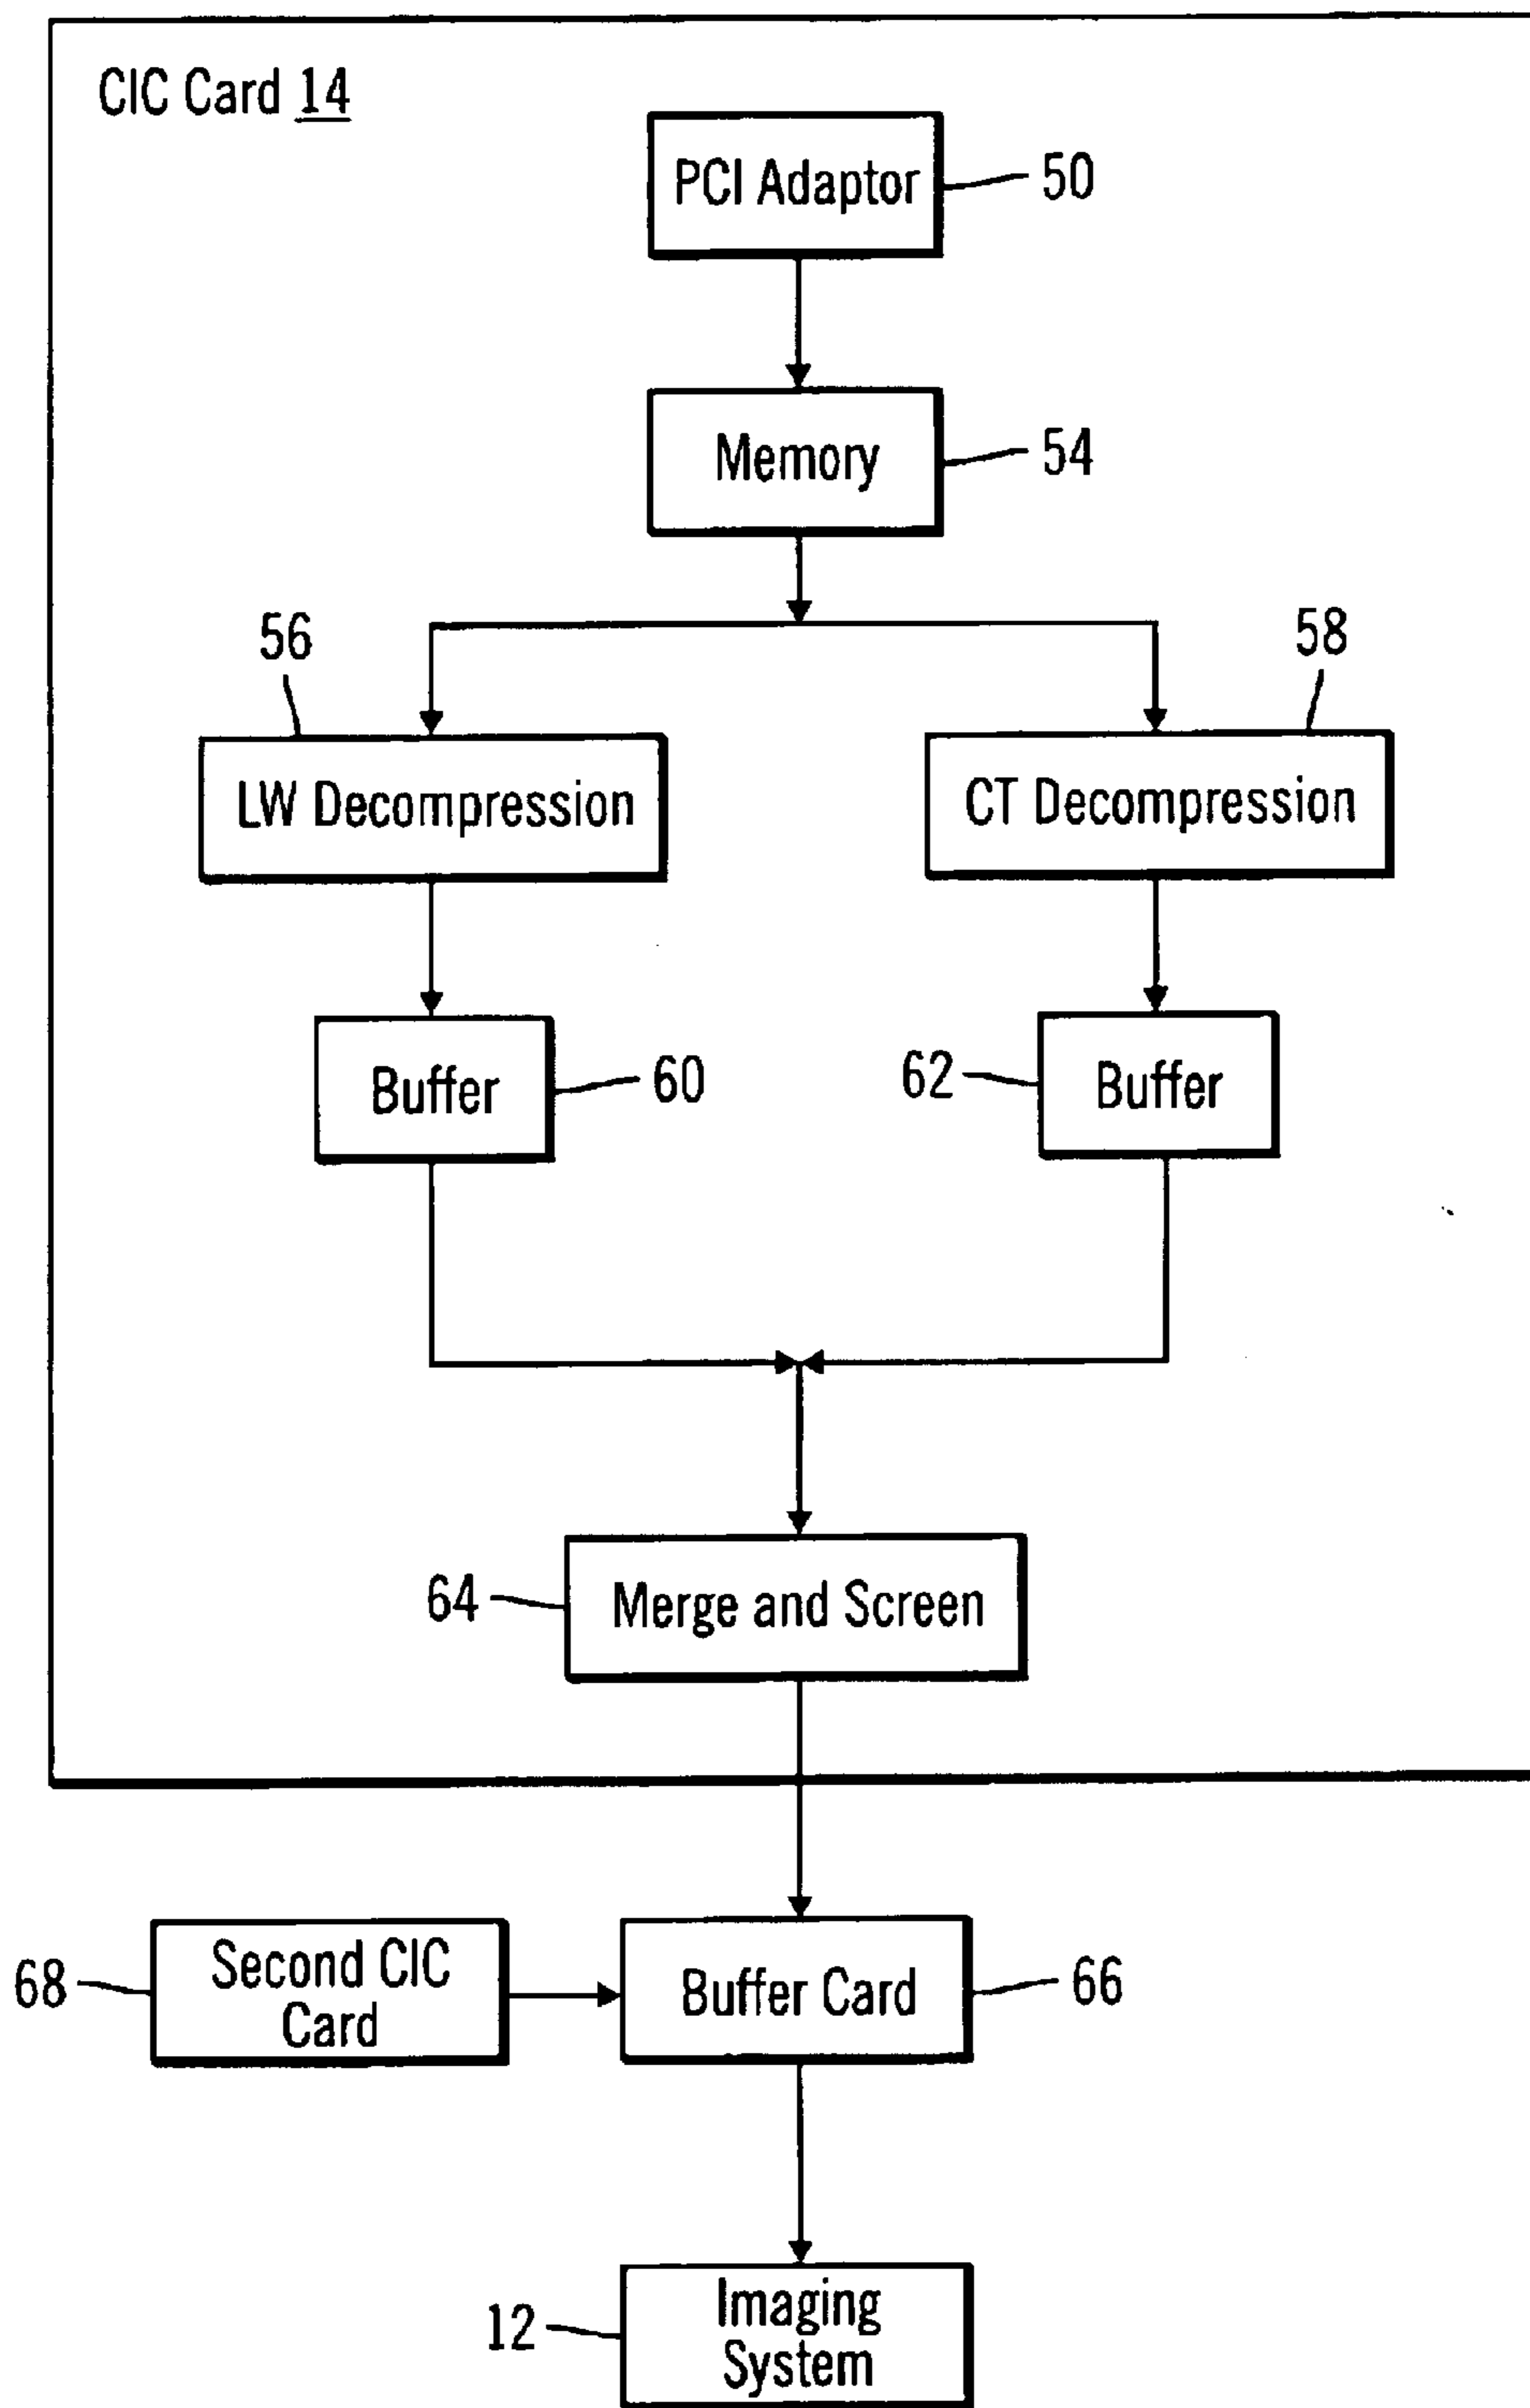 CIC Card 14
PCI Adaptor
50
Memory
54
56
58
LW Decompression
CT Decompression
Buffer
60
62
Buffer
64
Merge and Screen
68
Second CIC
Card
Buffer Card
66
12
Imaging
System